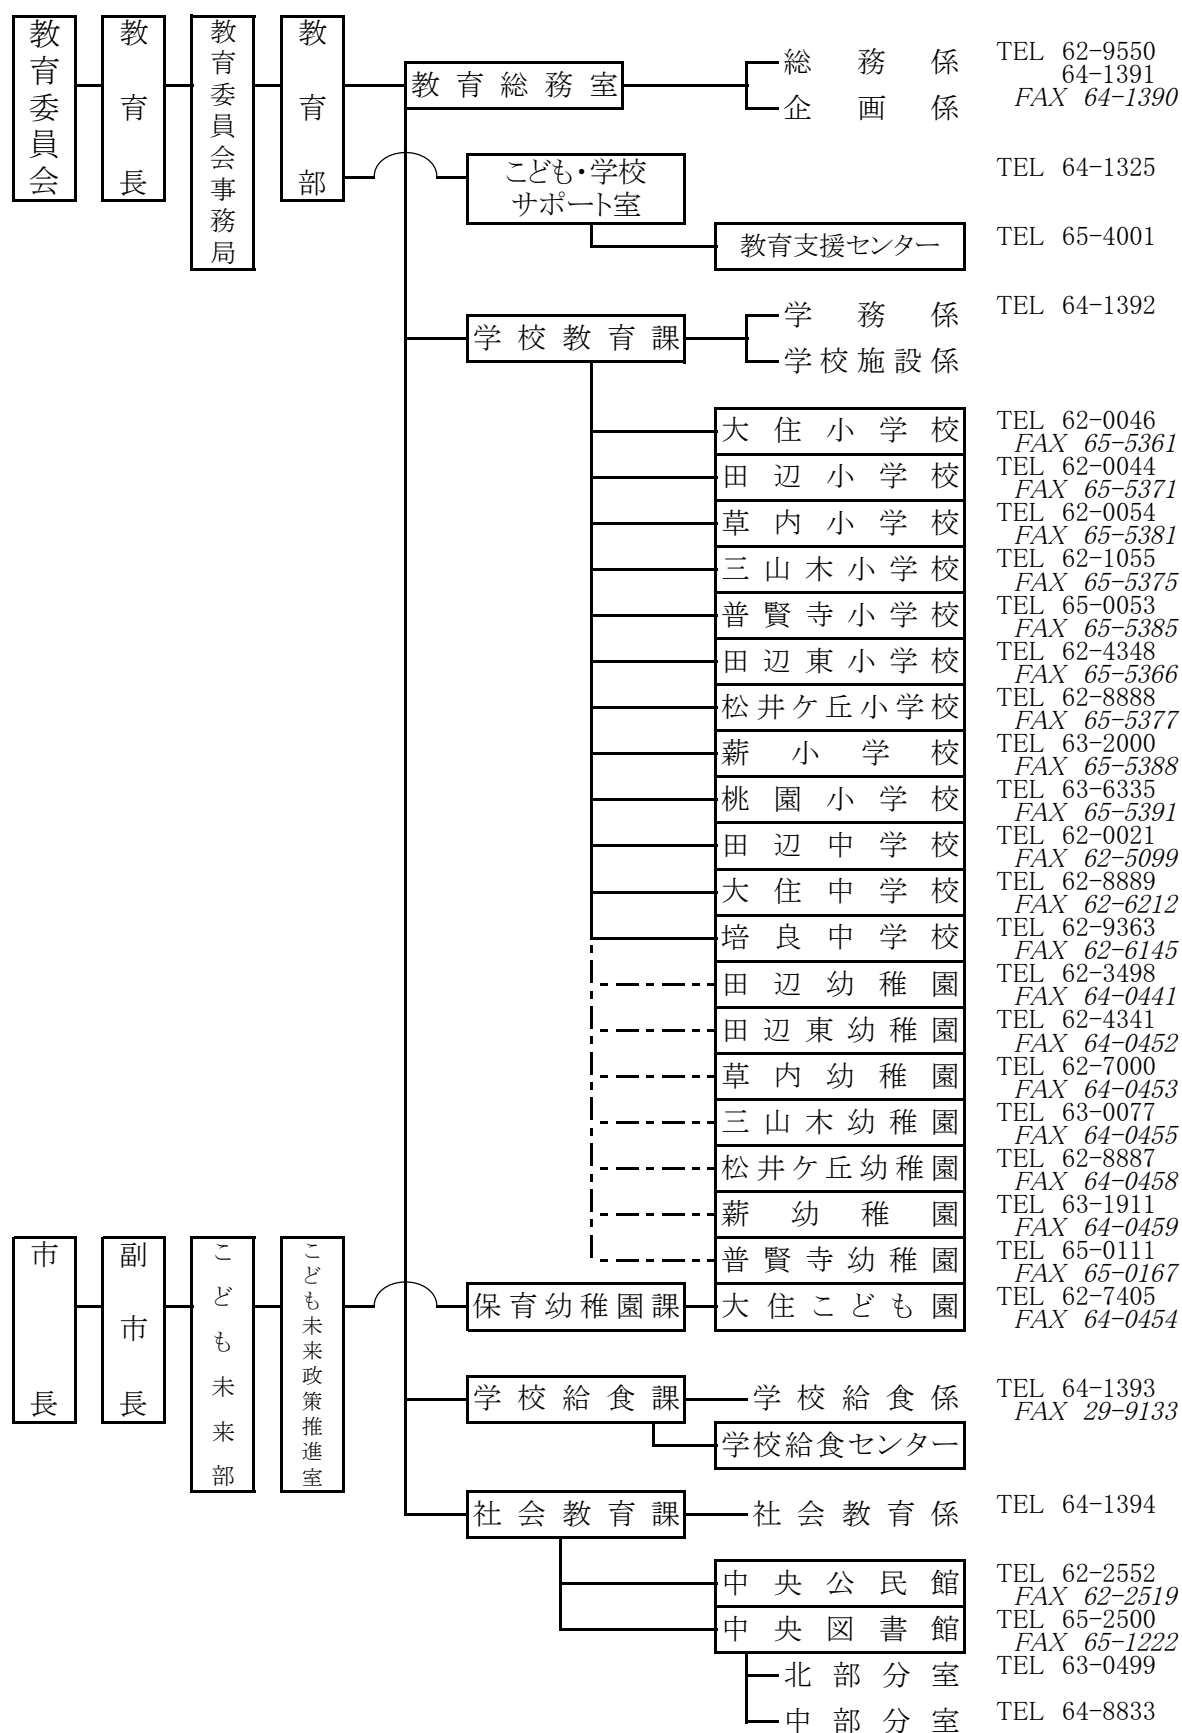 教育委員会
教育長
教育委員会事務局
教育部
教育総務室
総務係 TEL 62-9550
64-1391
企画係 FAX 64-1390
こども・学校
サポート室
TEL 64-1325
教育支援センター TEL 65-4001
学校教育課
学務係 TEL 64-1392
学校施設係
大住小学校 TEL 62-0046
FAX 65-5361
田辺小学校 TEL 62-0044
FAX 65-5371
草内小学校 TEL 62-0054
FAX 65-5381
三山木小学校 TEL 62-1055
FAX 65-5375
普賢寺小学校 TEL 65-0053
FAX 65-5385
田辺東小学校 TEL 62-4348
FAX 65-5366
松井ケ丘小学校 TEL 62-8888
FAX 65-5377
薪小学校 TEL 63-2000
FAX 65-5388
桃園小学校 TEL 63-6335
FAX 65-5391
田辺中学校 TEL 62-0021
FAX 62-5099
大住中学校 TEL 62-8889
FAX 62-6212
培良中学校 TEL 62-9363
FAX 62-6145
田辺幼稚園 TEL 62-3498
FAX 64-0441
田辺東幼稚園 TEL 62-4341
FAX 64-0452
草内幼稚園 TEL 62-7000
FAX 64-0453
三山木幼稚園 TEL 63-0077
FAX 64-0455
松井ケ丘幼稚園 TEL 62-8887
FAX 64-0458
薪幼稚園 TEL 63-1911
FAX 64-0459
普賢寺幼稚園 TEL 65-0111
FAX 65-0167
市長
副市長
こども未来部
こども未来政策推進室
保育幼稚園課
大住こども園 TEL 62-7405
FAX 64-0454
学校給食課
学校給食係 TEL 64-1393
FAX 29-9133
学校給食センター
社会教育課
社会教育係 TEL 64-1394
中央公民館 TEL 62-2552
FAX 62-2519
中央図書館 TEL 65-2500
FAX 65-1222
北部分室 TEL 63-0499
中部分室 TEL 64-8833